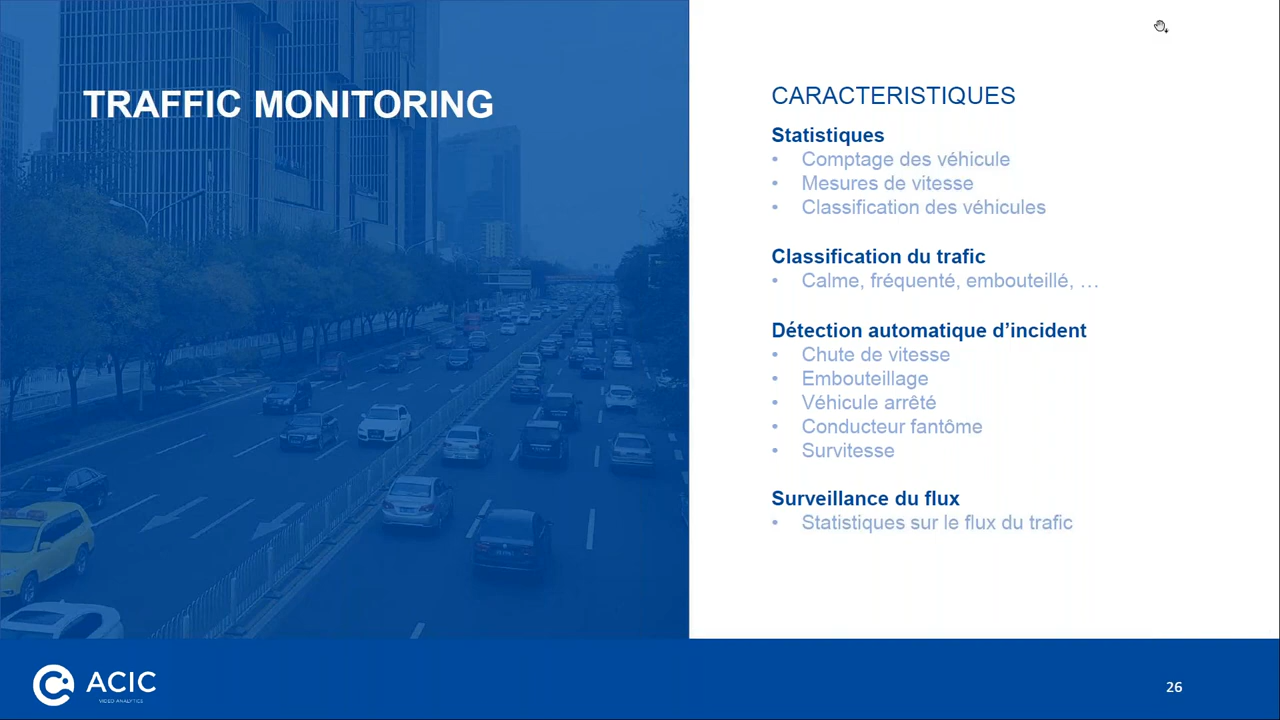 TRAFFIC MONITORING
CARACTERISTIQUES
Statistiques
• Comptage des véhicule
• Mesures de vitesse
• Classification des véhicules
Classification du trafic
• Calme, fréquenté, embouteillé, …
Détection automatique d’incident
• Chute de vitesse
• Embouteillage
• Véhicule arrêté
• Conducteur fantôme
• Survitesse
Surveillance du flux
• Statistiques sur le flux du trafic
ACIC
VIDEO ANALYTICS
26